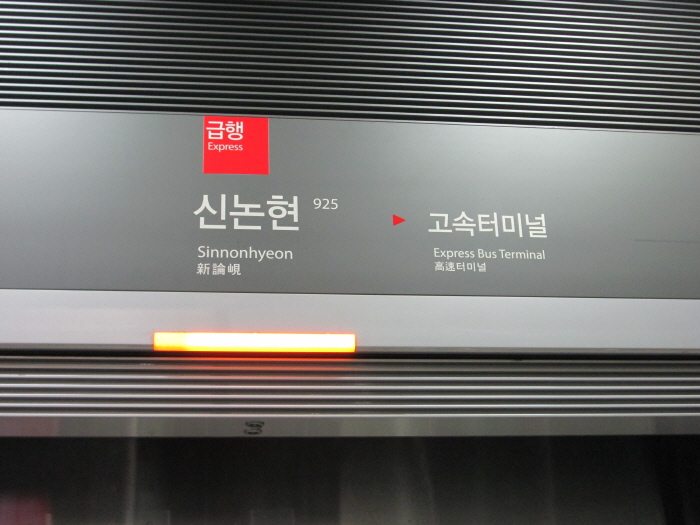 급행
Express
신논현 925
Sinnonhyeon
新論峴
▶ 고속터미널
Express Bus Terminal
高速터미널